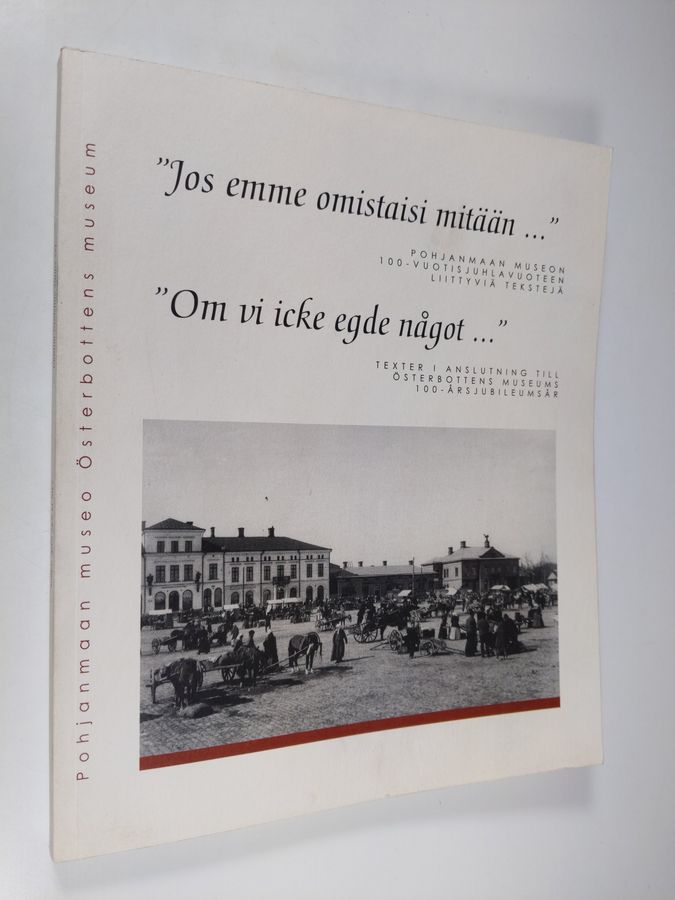 Pohjanmaan museo Österbottens museum
”Jos emme omistaisi mitään ...”
POHJANMAAN MUSEON
100-VUOTISJUHLAVUOTEEN
LIITTYVIÄ TEKSTEJÄ
”Om vi icke egde något ...”
TEXTER I ANSLUTNING TILL
ÖSTERBOTTENS MUSEUMS
100-ÅRSJUBILEUMSÅR